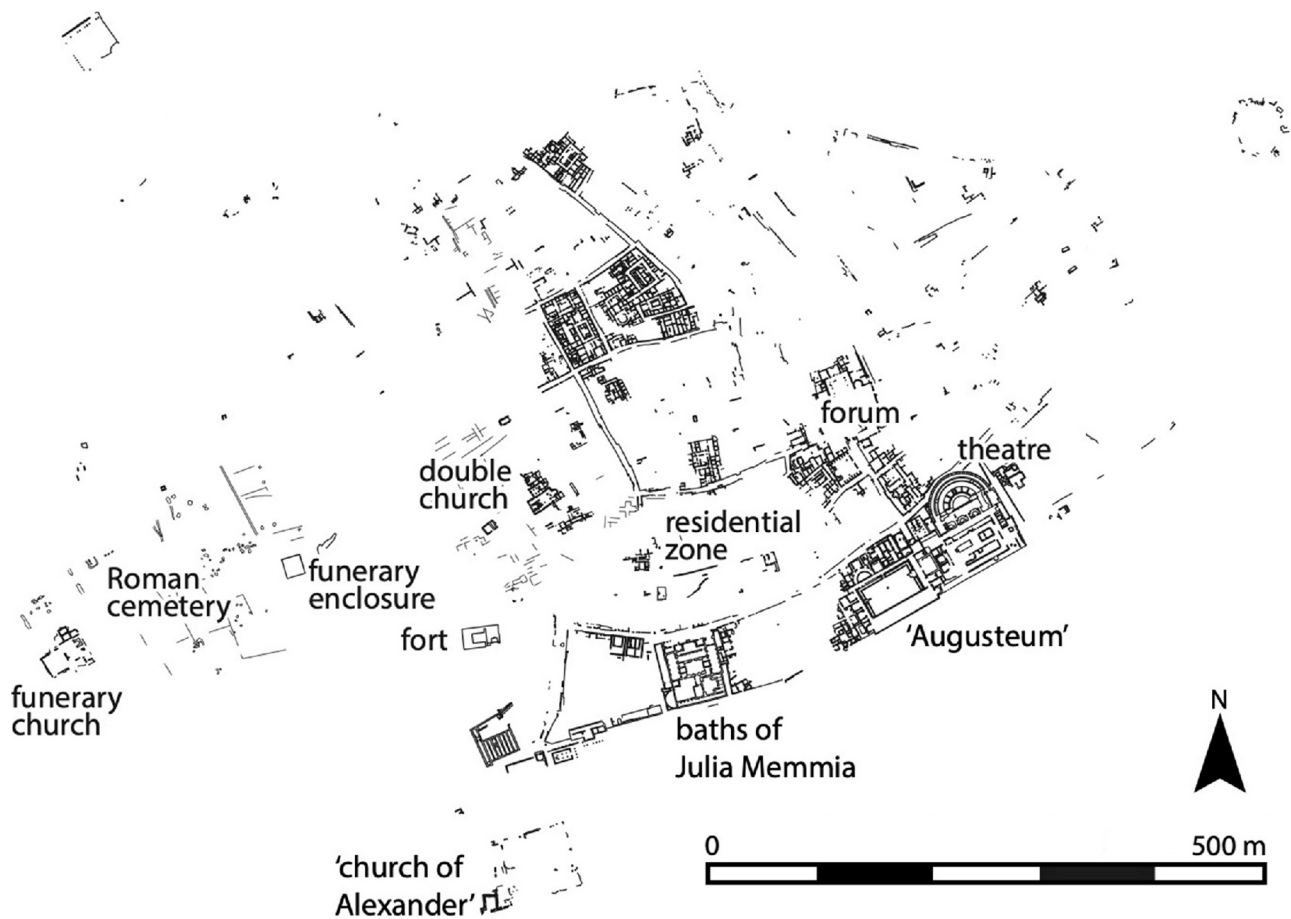 forum
theatre
double
church
residential
zone
Roman
cemetery
funerary
enclosure
fort
'Augusteum'
funerary
church
baths of
Julia Memmia
N
0
500 m
'church of
Alexander'